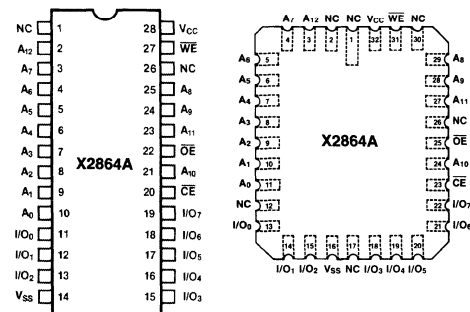 NC 1 28 VCC
A12 2 27 WE
A7 3 26 NC
A6 4 25 A8
A5 5 24 A9
A4 6 23 A11
A3 7 22 OE
A2 8 21 A10
A1 9 20 CE
A0 10 19 I/O7
I/O0 11 18 I/O6
I/O1 12 17 I/O5
I/O2 13 16 I/O4
VSS 14 15 I/O3
X2864A
A7 A12 NC NC VCC WE NC
4 3 2 1 32 31 30
A6 5 29 A8
A5 6 28 A9
A4 7 27 A11
A3 8 26 NC
A2 9 25 OE
A1 10 24 A10
A0 11 23 CE
NC 12 22 I/O7
I/O0 13 21 I/O6
X2864A
14 15 16 17 18 19 20
I/O1 I/O2 VSS NC I/O3 I/O4 I/O5